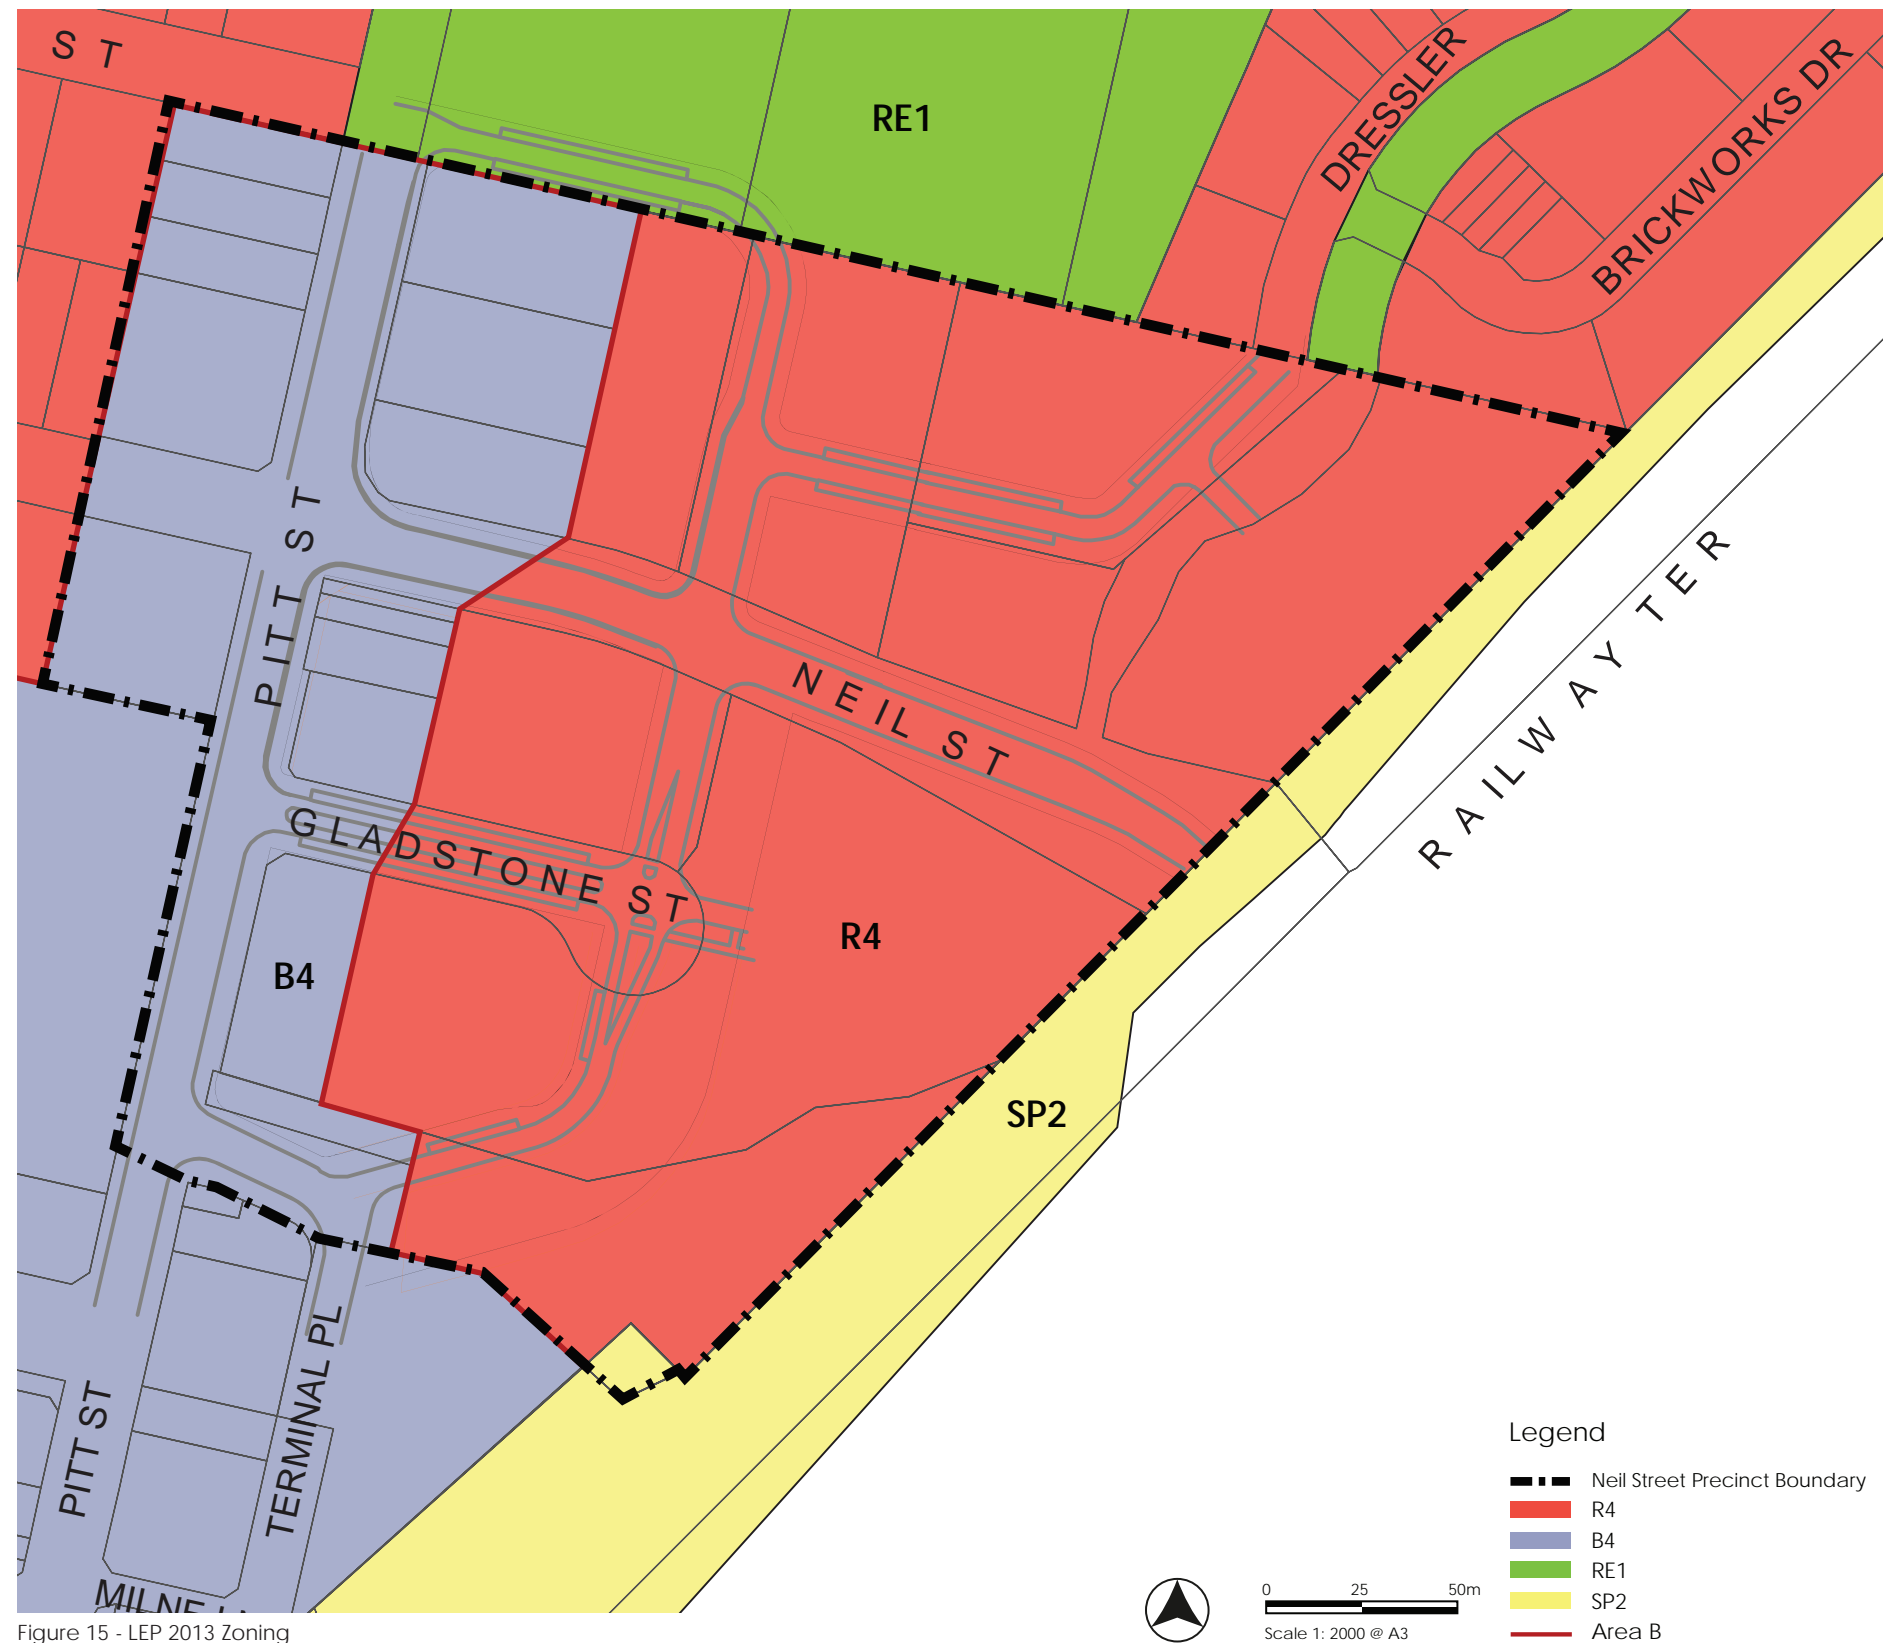 ST
RE1
DRESSLER
BRICKWORKS DR
PITT ST
NEIL ST
RAILWAY TER
GLADSTONE ST
R4
B4
SP2
TERMINAL PL
PITT ST
MILNE
Legend
Neil Street Precinct Boundary
R4
B4
RE1
SP2
Area B
0 25 50m
Scale 1: 2000 @ A3
Figure 15 - LEP 2013 Zoning